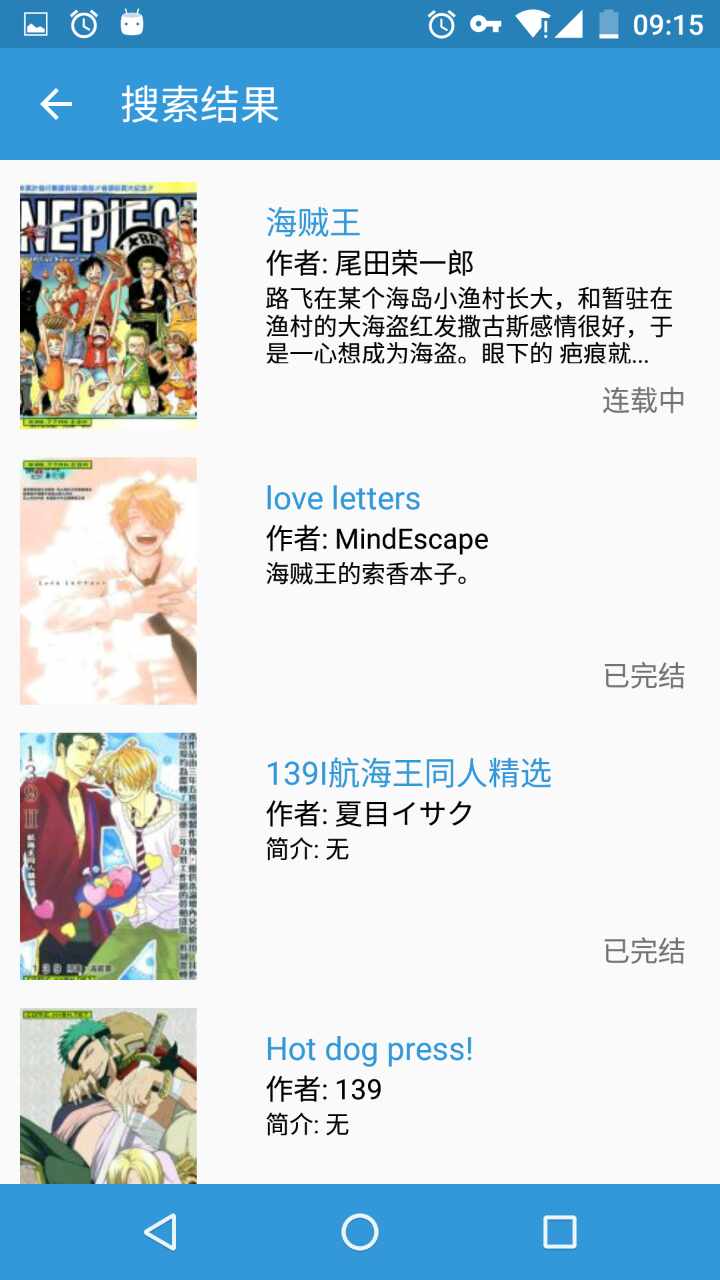 09:15
搜索结果
NEPIECE
海贼王
作者: 尾田荣一郎
路飞在某个海岛小渔村长大，和暂驻在
渔村的大海盗红发撒古斯感情很好，于
是一心想成为海盗。眼下的 疤痕就...
连载中
love letters
作者: MindEscape
海贼王的索香本子。
已完结
139
139I航海王同人精选
作者: 夏目イサク
简介: 无
已完结
Hot dog press!
作者: 139
简介: 无